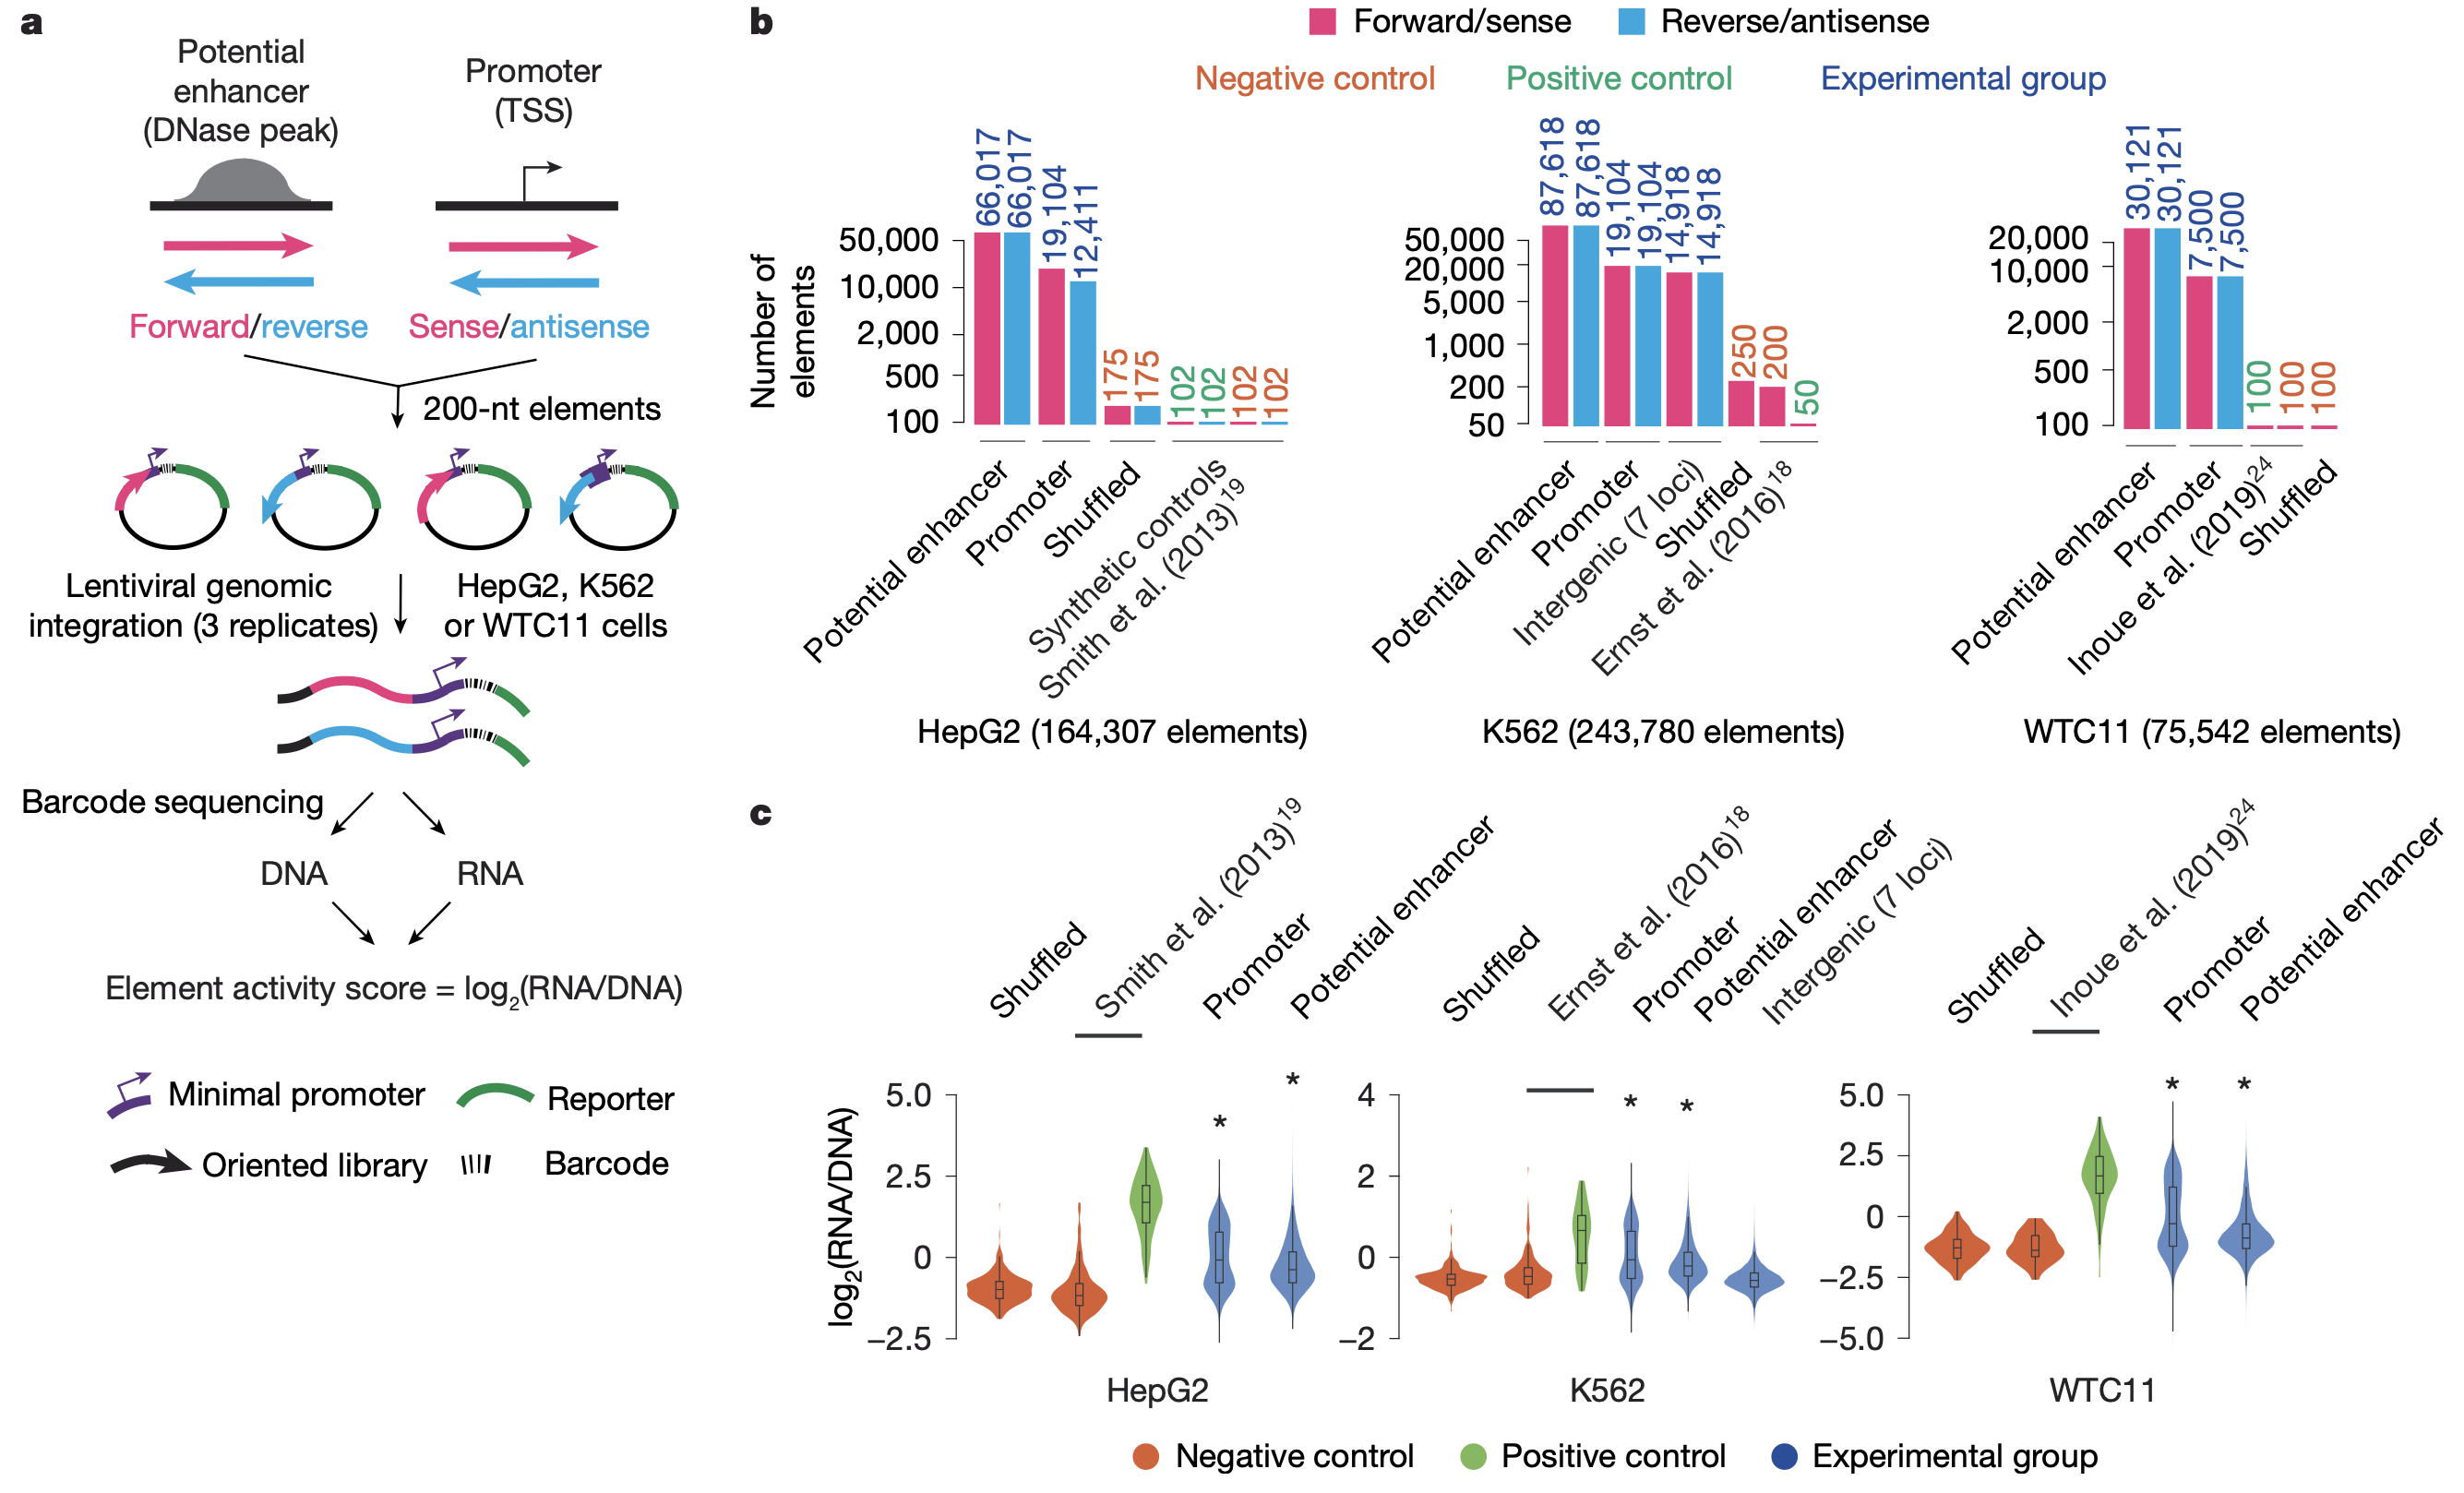 a
Potential
enhancer
(DNase peak)
Promoter
(TSS)
Forward/reverse
Sense/antisense
200-nt elements
Lentiviral genomic
integration (3 replicates)
HepG2, K562
or WTC11 cells
Barcode sequencing
DNA
RNA
Element activity score = log2(RNA/DNA)
Minimal promoter
Reporter
Oriented library
Barcode
b
Forward/sense
Reverse/antisense
Negative control
Positive control
Experimental group
Number of
elements
50,000
10,000
2,000
500
100
66,017
66,017
19,104
12,411
175
175
102
102
102
102
Potential enhancer
Promoter
Shuffled
Synthetic controls
Smith et al. (2013)19
HepG2 (164,307 elements)
50,000
20,000
5,000
1,000
200
50
87,618
87,618
19,104
19,104
14,918
14,918
250
200
50
Potential enhancer
Promoter
Intergenic (7 loci)
Shuffled
Ernst et al. (2016)18
K562 (243,780 elements)
20,000
10,000
2,000
500
100
30,121
30,121
7,500
7,500
100
100
100
Potential enhancer
Promoter
Inoue et al. (2019)24
Shuffled
WTC11 (75,542 elements)
c
log2(RNA/DNA)
Shuffled
Smith et al. (2013)19
Promoter
Potential enhancer
5.0
2.5
0
−2.5
*
*
HepG2
Shuffled
Ernst et al. (2016)18
Promoter
Potential enhancer
Intergenic (7 loci)
4
2
0
−2
*
*
K562
Shuffled
Inoue et al. (2019)24
Promoter
Potential enhancer
5.0
2.5
0
−2.5
−5.0
*
*
WTC11
Negative control
Positive control
Experimental group